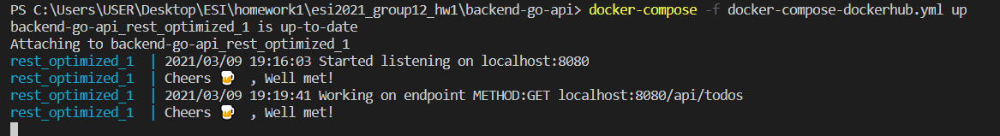 PS C:\Users\USER\Desktop\ESI\homework1\esi2021_group12_hw1\backend-go-api> docker-compose -f docker-compose-dockerhub.yml up
backend-go-api_rest_optimized_1 is up-to-date
Attaching to backend-go-api_rest_optimized_1
rest_optimized_1  | 2021/03/09 19:16:03 Started listening on localhost:8080
rest_optimized_1  | Cheers 🍺 , Well met!
rest_optimized_1  | 2021/03/09 19:19:41 Working on endpoint METHOD:GET localhost:8080/api/todos
rest_optimized_1  | Cheers 🍺 , Well met!